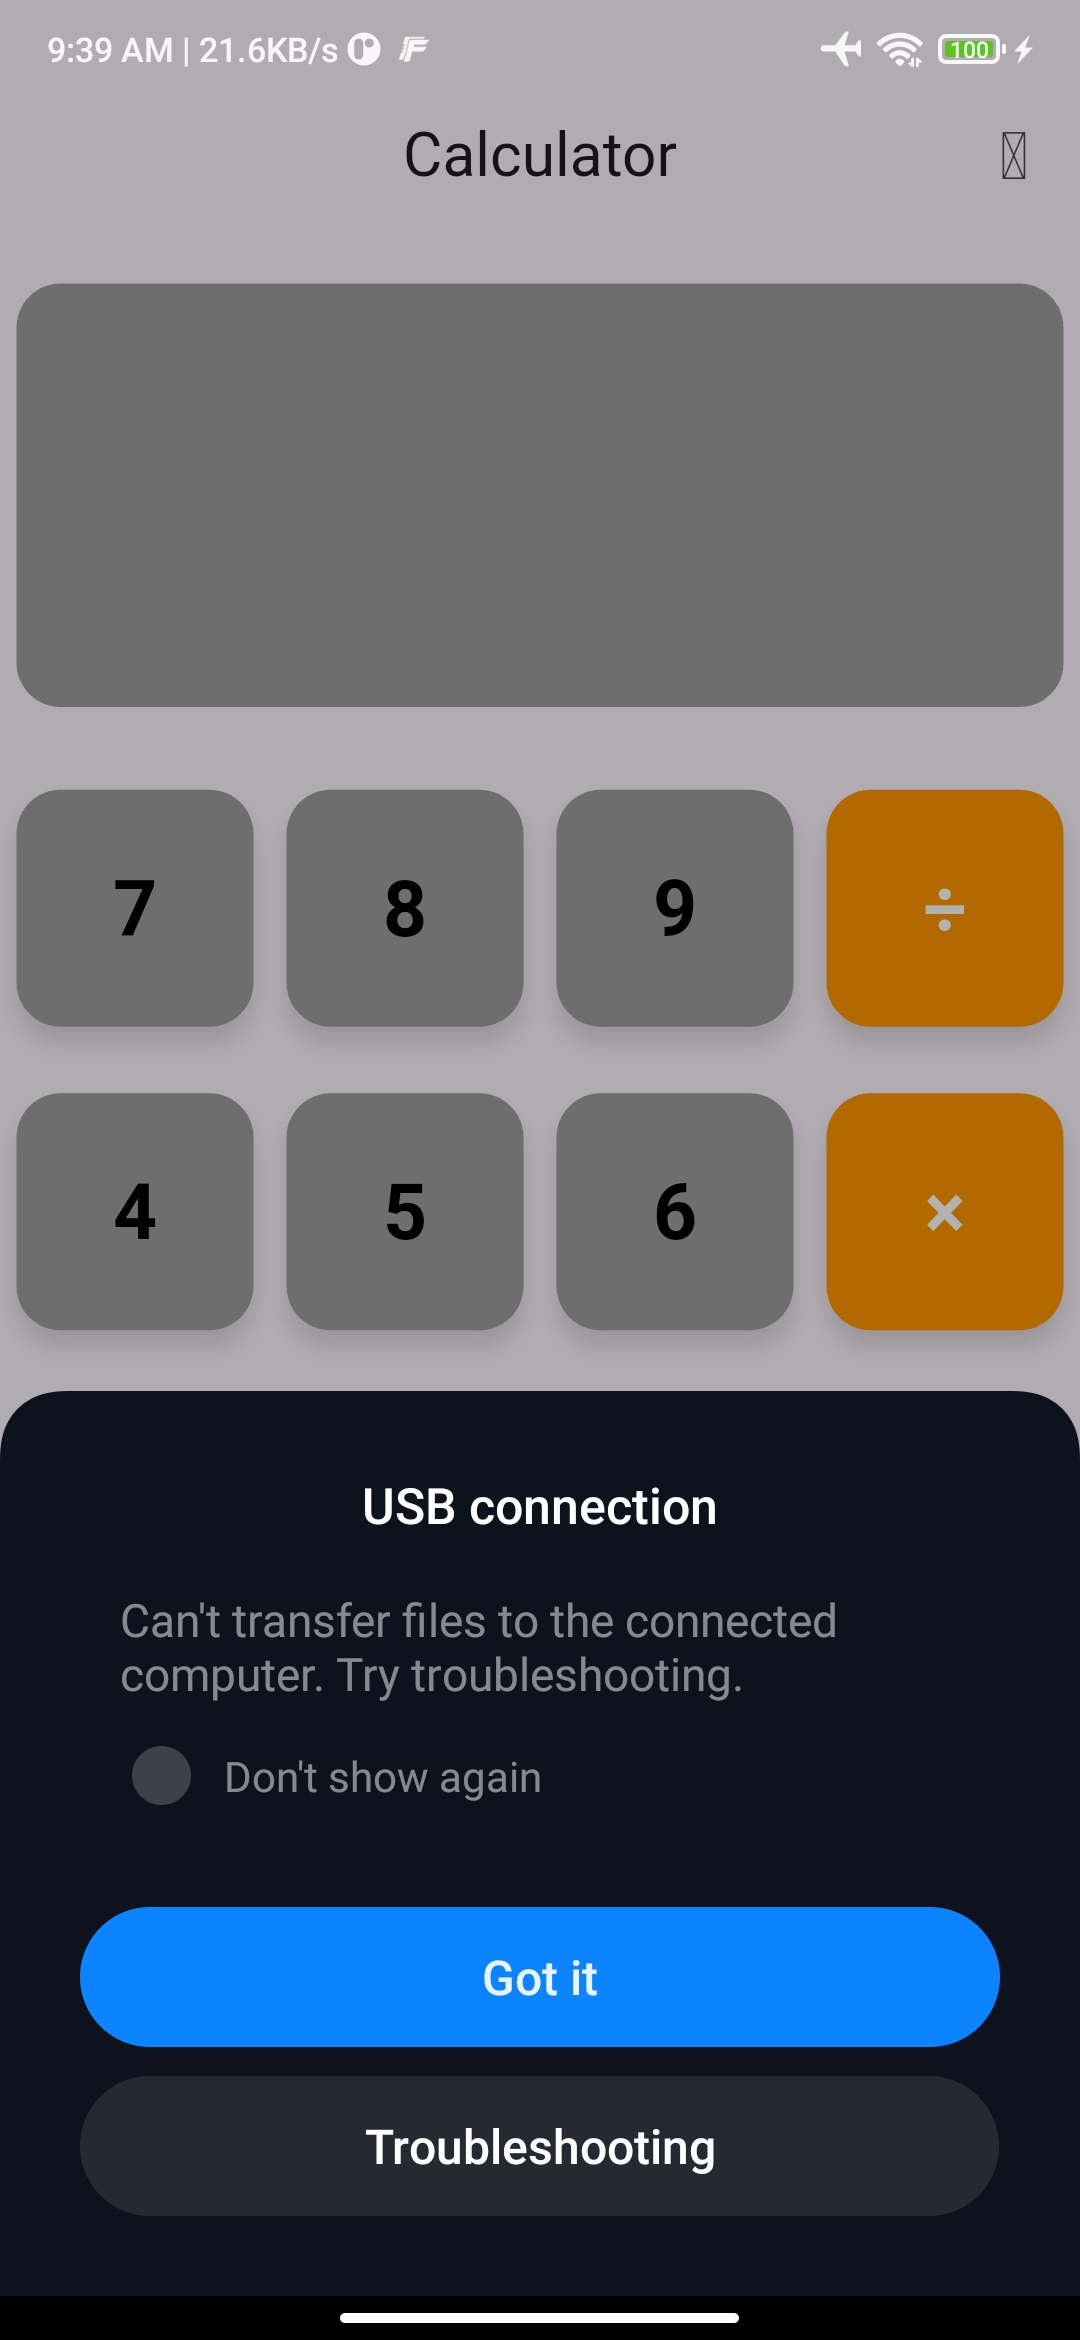 9:39 AM | 21.6KB/s 100
Calculator
7 8 9 ÷
4 5 6 ×
USB connection
Can't transfer files to the connected
computer. Try troubleshooting.
Don't show again
Got it
Troubleshooting